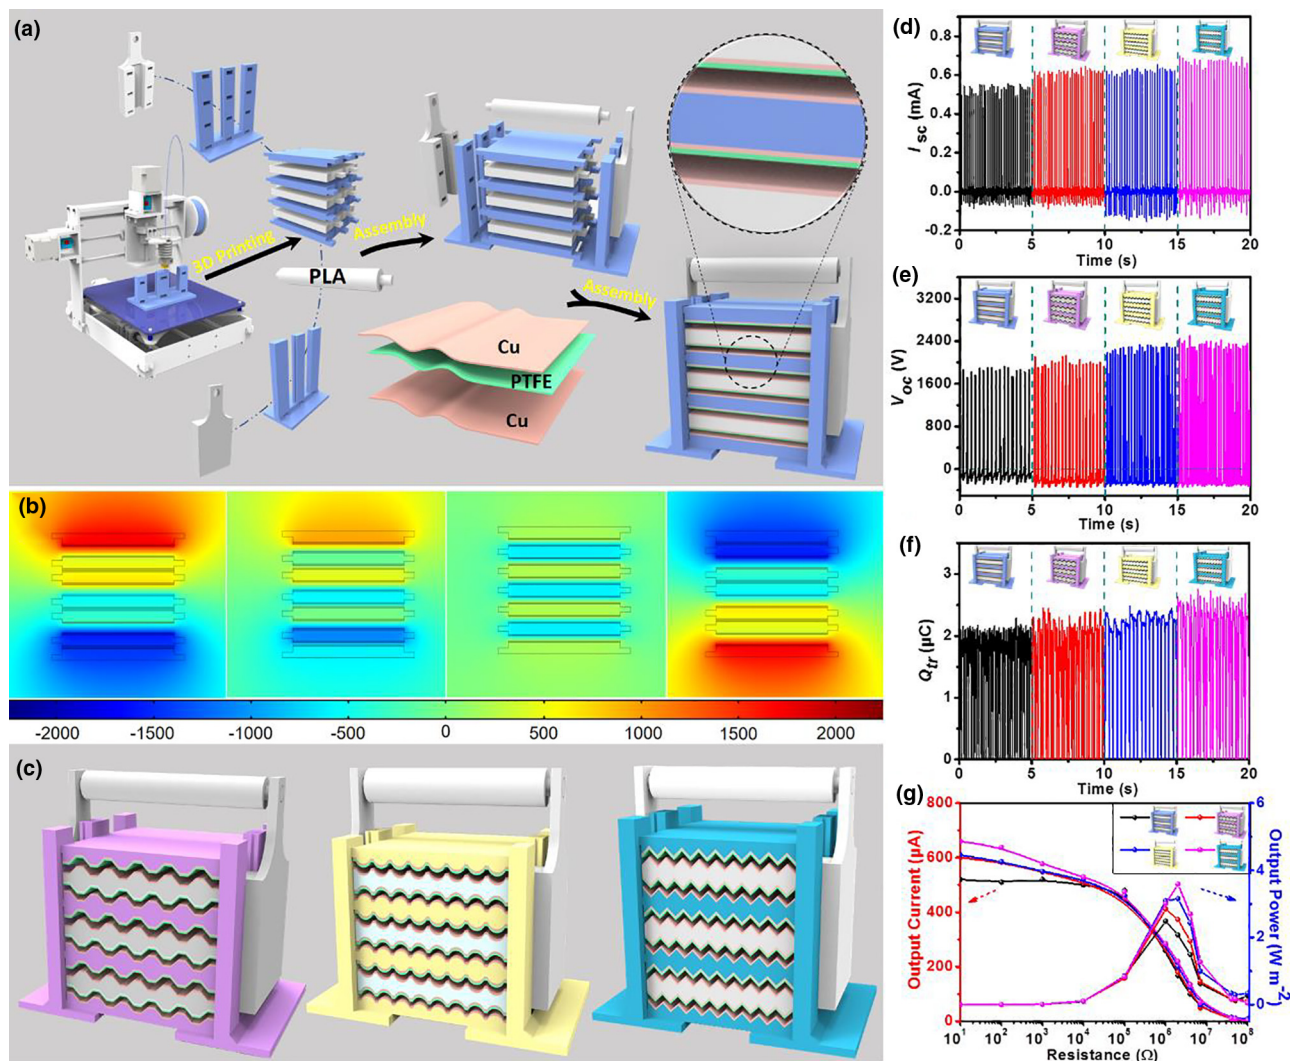 (a)
3D Printing
Assembly
PLA
Assembly
Cu
PTFE
Cu
(b)
-2000 -1500 -1000 -500 0 500 1000 1500 2000
(c)
(d)
I sc (mA)
0.8
0.6
0.4
0.2
0.0
-0.2
0 5 10 15 20
Time (s)
(e)
Voc (V)
3200
2400
1600
800
0
0 5 10 15 20
Time (s)
(f)
Qtr (µC)
3
2
1
0
0 5 10 15 20
Time (s)
(g)
Output Current (µA)
800
600
400
200
0
Output Power (W m-2)
6
4
2
0
10¹ 10² 10³ 10⁴ 10⁵ 10⁶ 10⁷ 10⁸
Resistance (Ω)